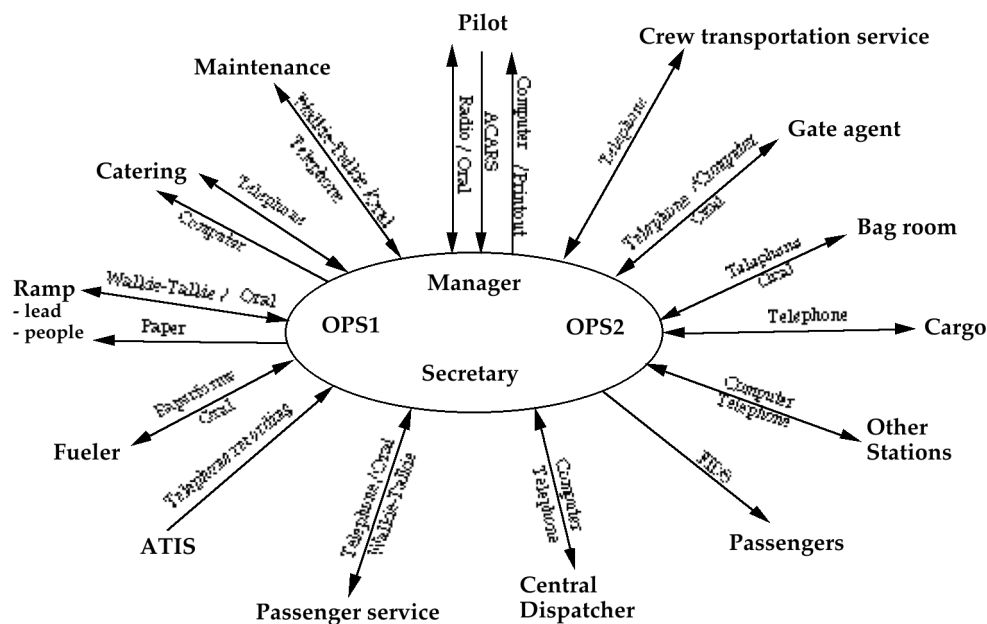 Pilot
Crew transportation service
Maintenance
Gate agent
Catering
Bag room
Ramp
- lead
- people
Cargo
Fueler
Other
Stations
ATIS
Passengers
Passenger service
Central
Dispatcher
Manager
OPS1
OPS2
Secretary
Walkie-Talkie /Oral
Telephone
Radio / Oral
ACARS
Computer /Printout
Telephone
Telephone /Computer
Oral
Telephone
Computer
Telephone
Oral
Walkie-Talkie / Oral
Telephone
Paper
Oral
Computer
Telephone
Telephone recording
FIDS
Telephone/Oral
Walkie-Talkie
Computer
Telephone